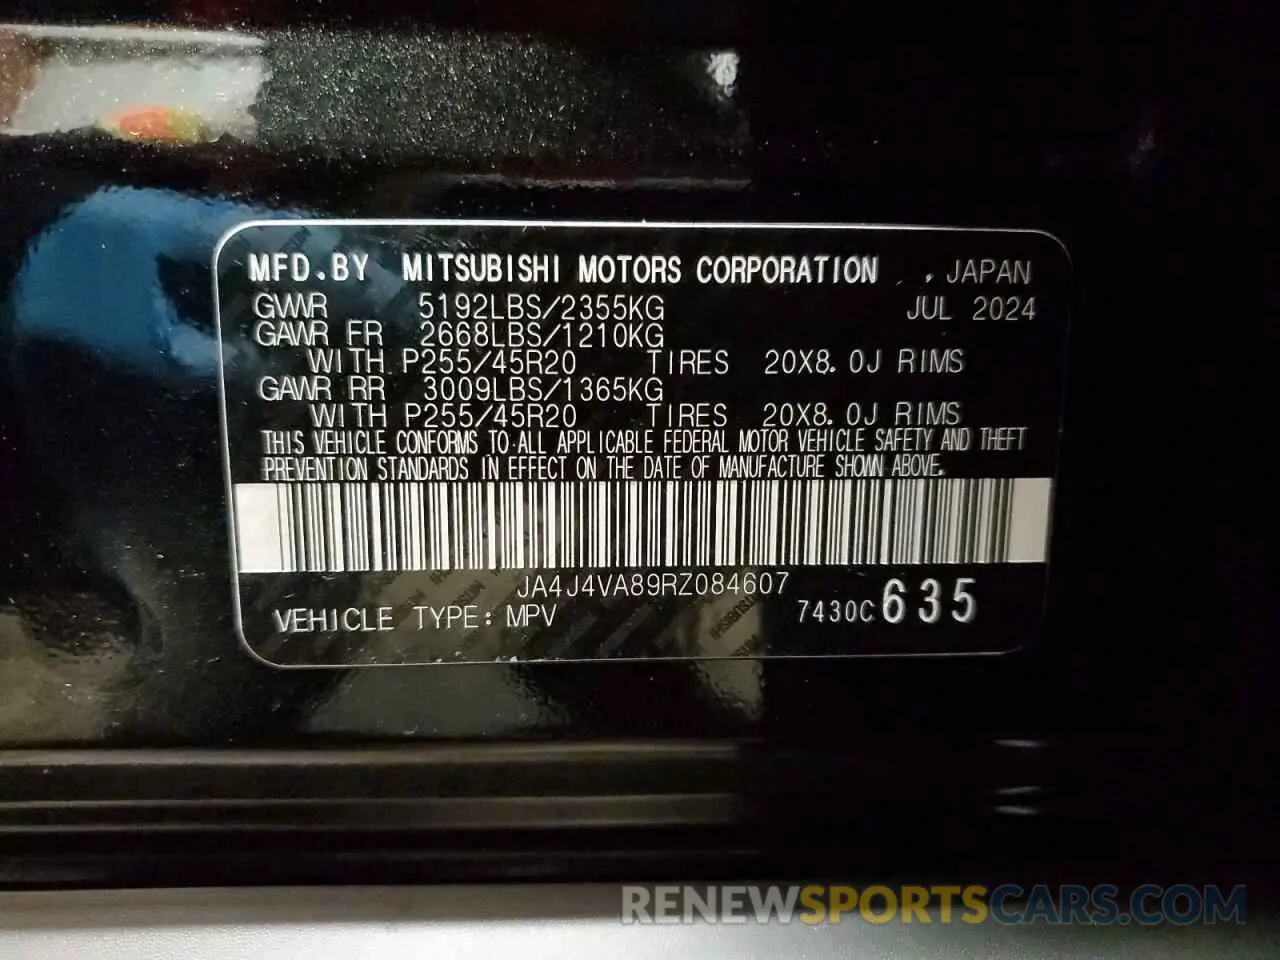 MFD.BY MITSUBISHI MOTORS CORPORATION , JAPAN
GVWR 5192LBS/2355KG JUL 2024
GAWR FR 2668LBS/1210KG
WITH P255/45R20 TIRES 20X8.0J RIMS
GAWR RR 3009LBS/1365KG
WITH P255/45R20 TIRES 20X8.0J RIMS
THIS VEHICLE CONFORMS TO ALL APPLICABLE FEDERAL MOTOR VEHICLE SAFETY AND THEFT
PREVENTION STANDARDS IN EFFECT ON THE DATE OF MANUFACTURE SHOWN ABOVE.
JA4J4VA89RZ084607
VEHICLE TYPE: MPV 7430C 635
RENEWSPORTSCARS.COM